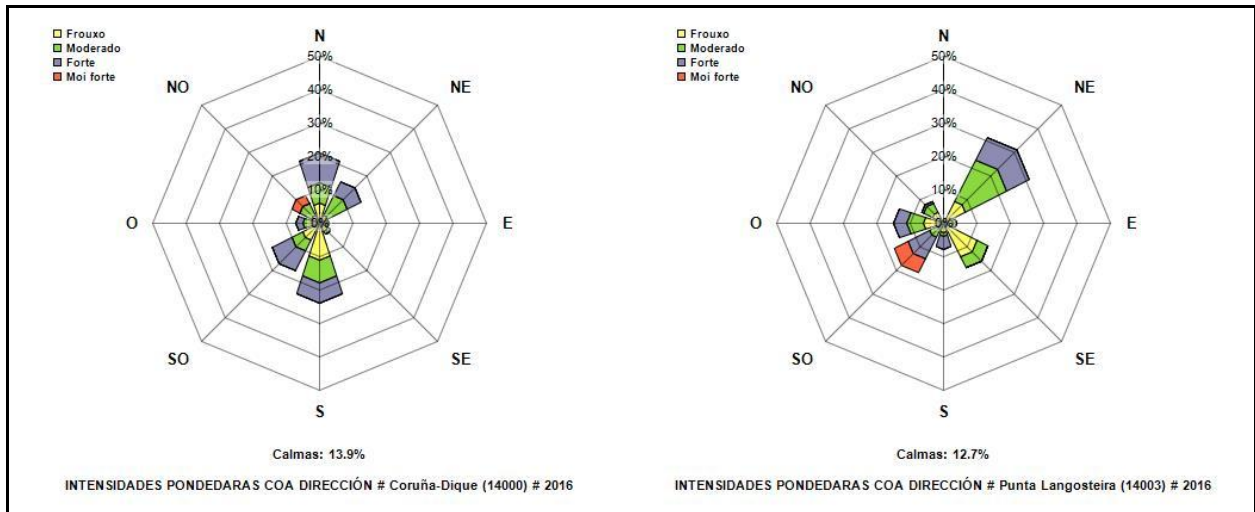 Frouxo
Moderado
Forte
Moi forte
N
50%
NO
NE
40%
30%
20%
10%
0%
O
E
SO
SE
S
Calmas: 13.9%
INTENSIDADES PONDEDARAS COA DIRECCIÓN # Coruña-Dique (14000) # 2016
Frouxo
Moderado
Forte
Moi forte
N
50%
NO
NE
40%
30%
20%
10%
0%
O
E
SO
SE
S
Calmas: 12.7%
INTENSIDADES PONDEDARAS COA DIRECCIÓN # Punta Langosteira (14003) # 2016